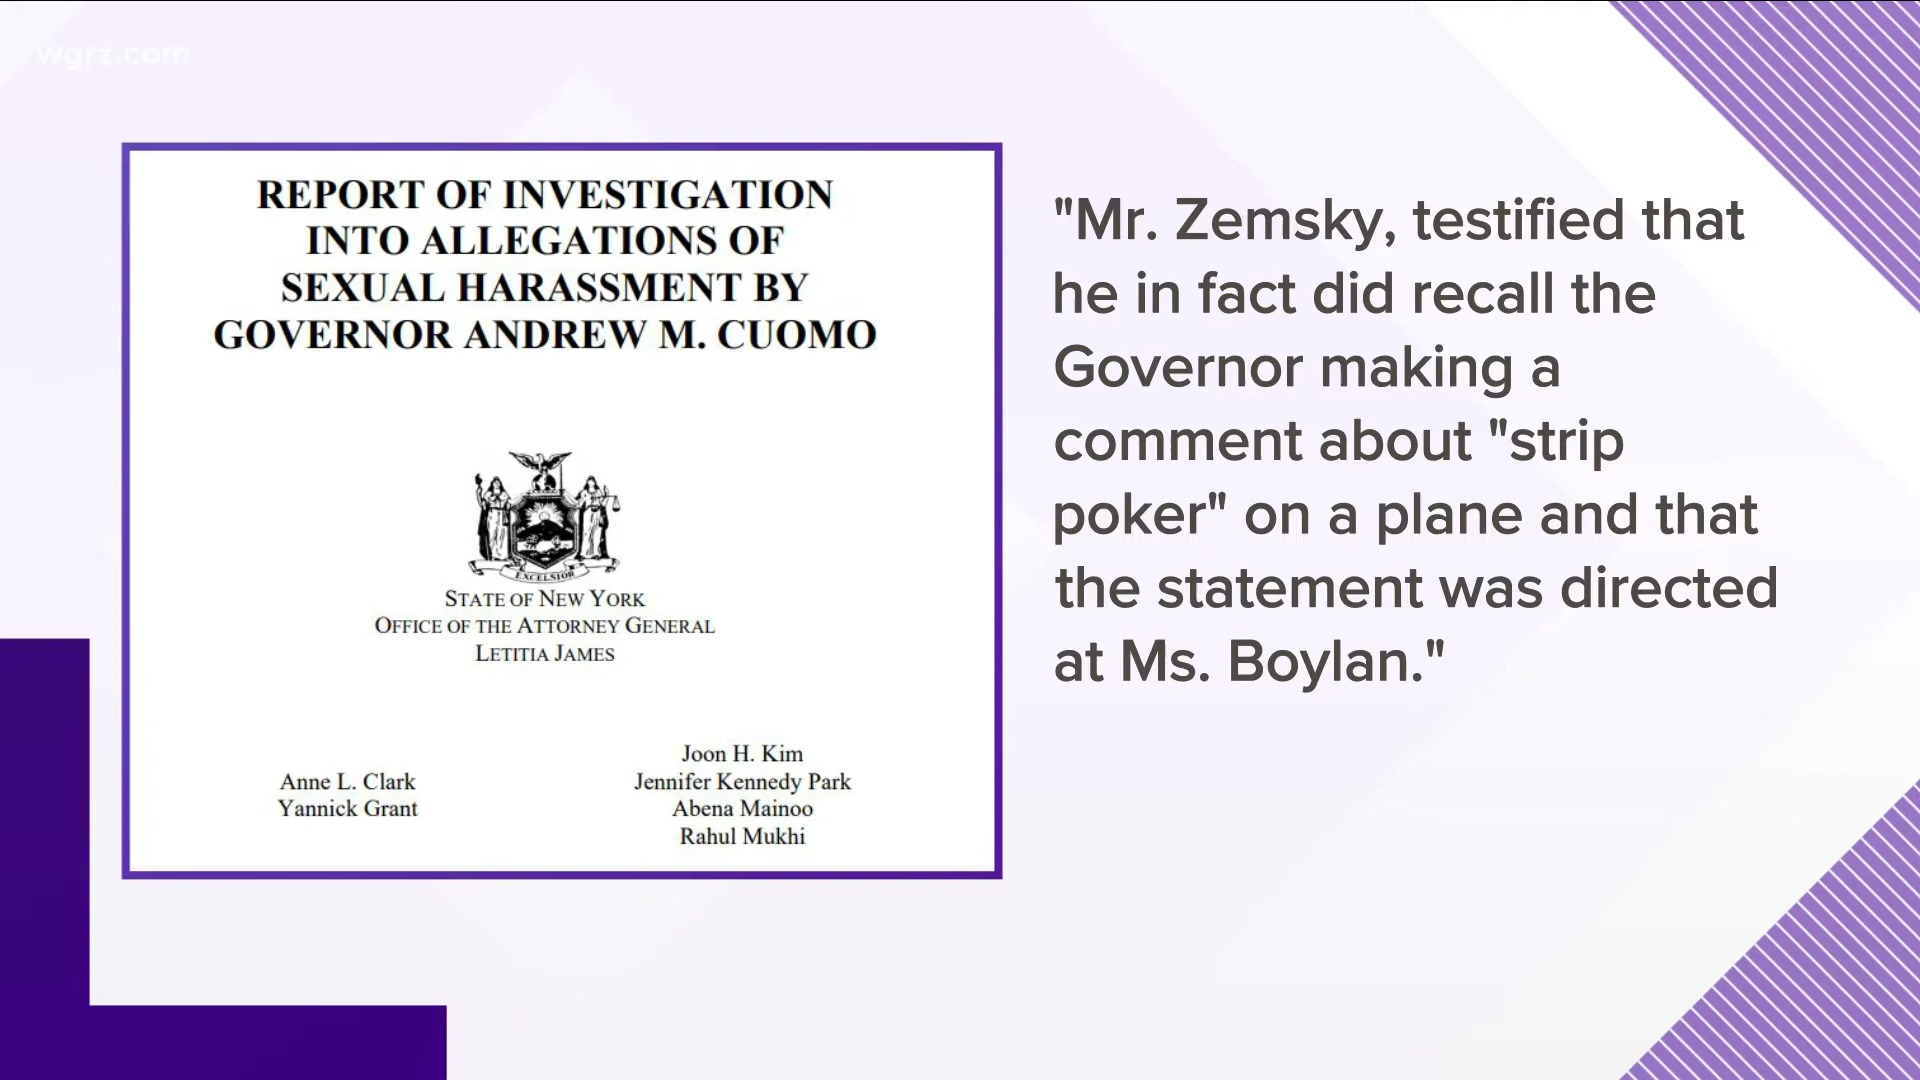 wgrz.com
REPORT OF INVESTIGATION
INTO ALLEGATIONS OF
SEXUAL HARASSMENT BY
GOVERNOR ANDREW M. CUOMO
EXCELSIOR
STATE OF NEW YORK
OFFICE OF THE ATTORNEY GENERAL
LETITIA JAMES
Anne L. Clark
Yannick Grant
Joon H. Kim
Jennifer Kennedy Park
Abena Mainoo
Rahul Mukhi
"Mr. Zemsky, testified that
he in fact did recall the
Governor making a
comment about "strip
poker" on a plane and that
the statement was directed
at Ms. Boylan."